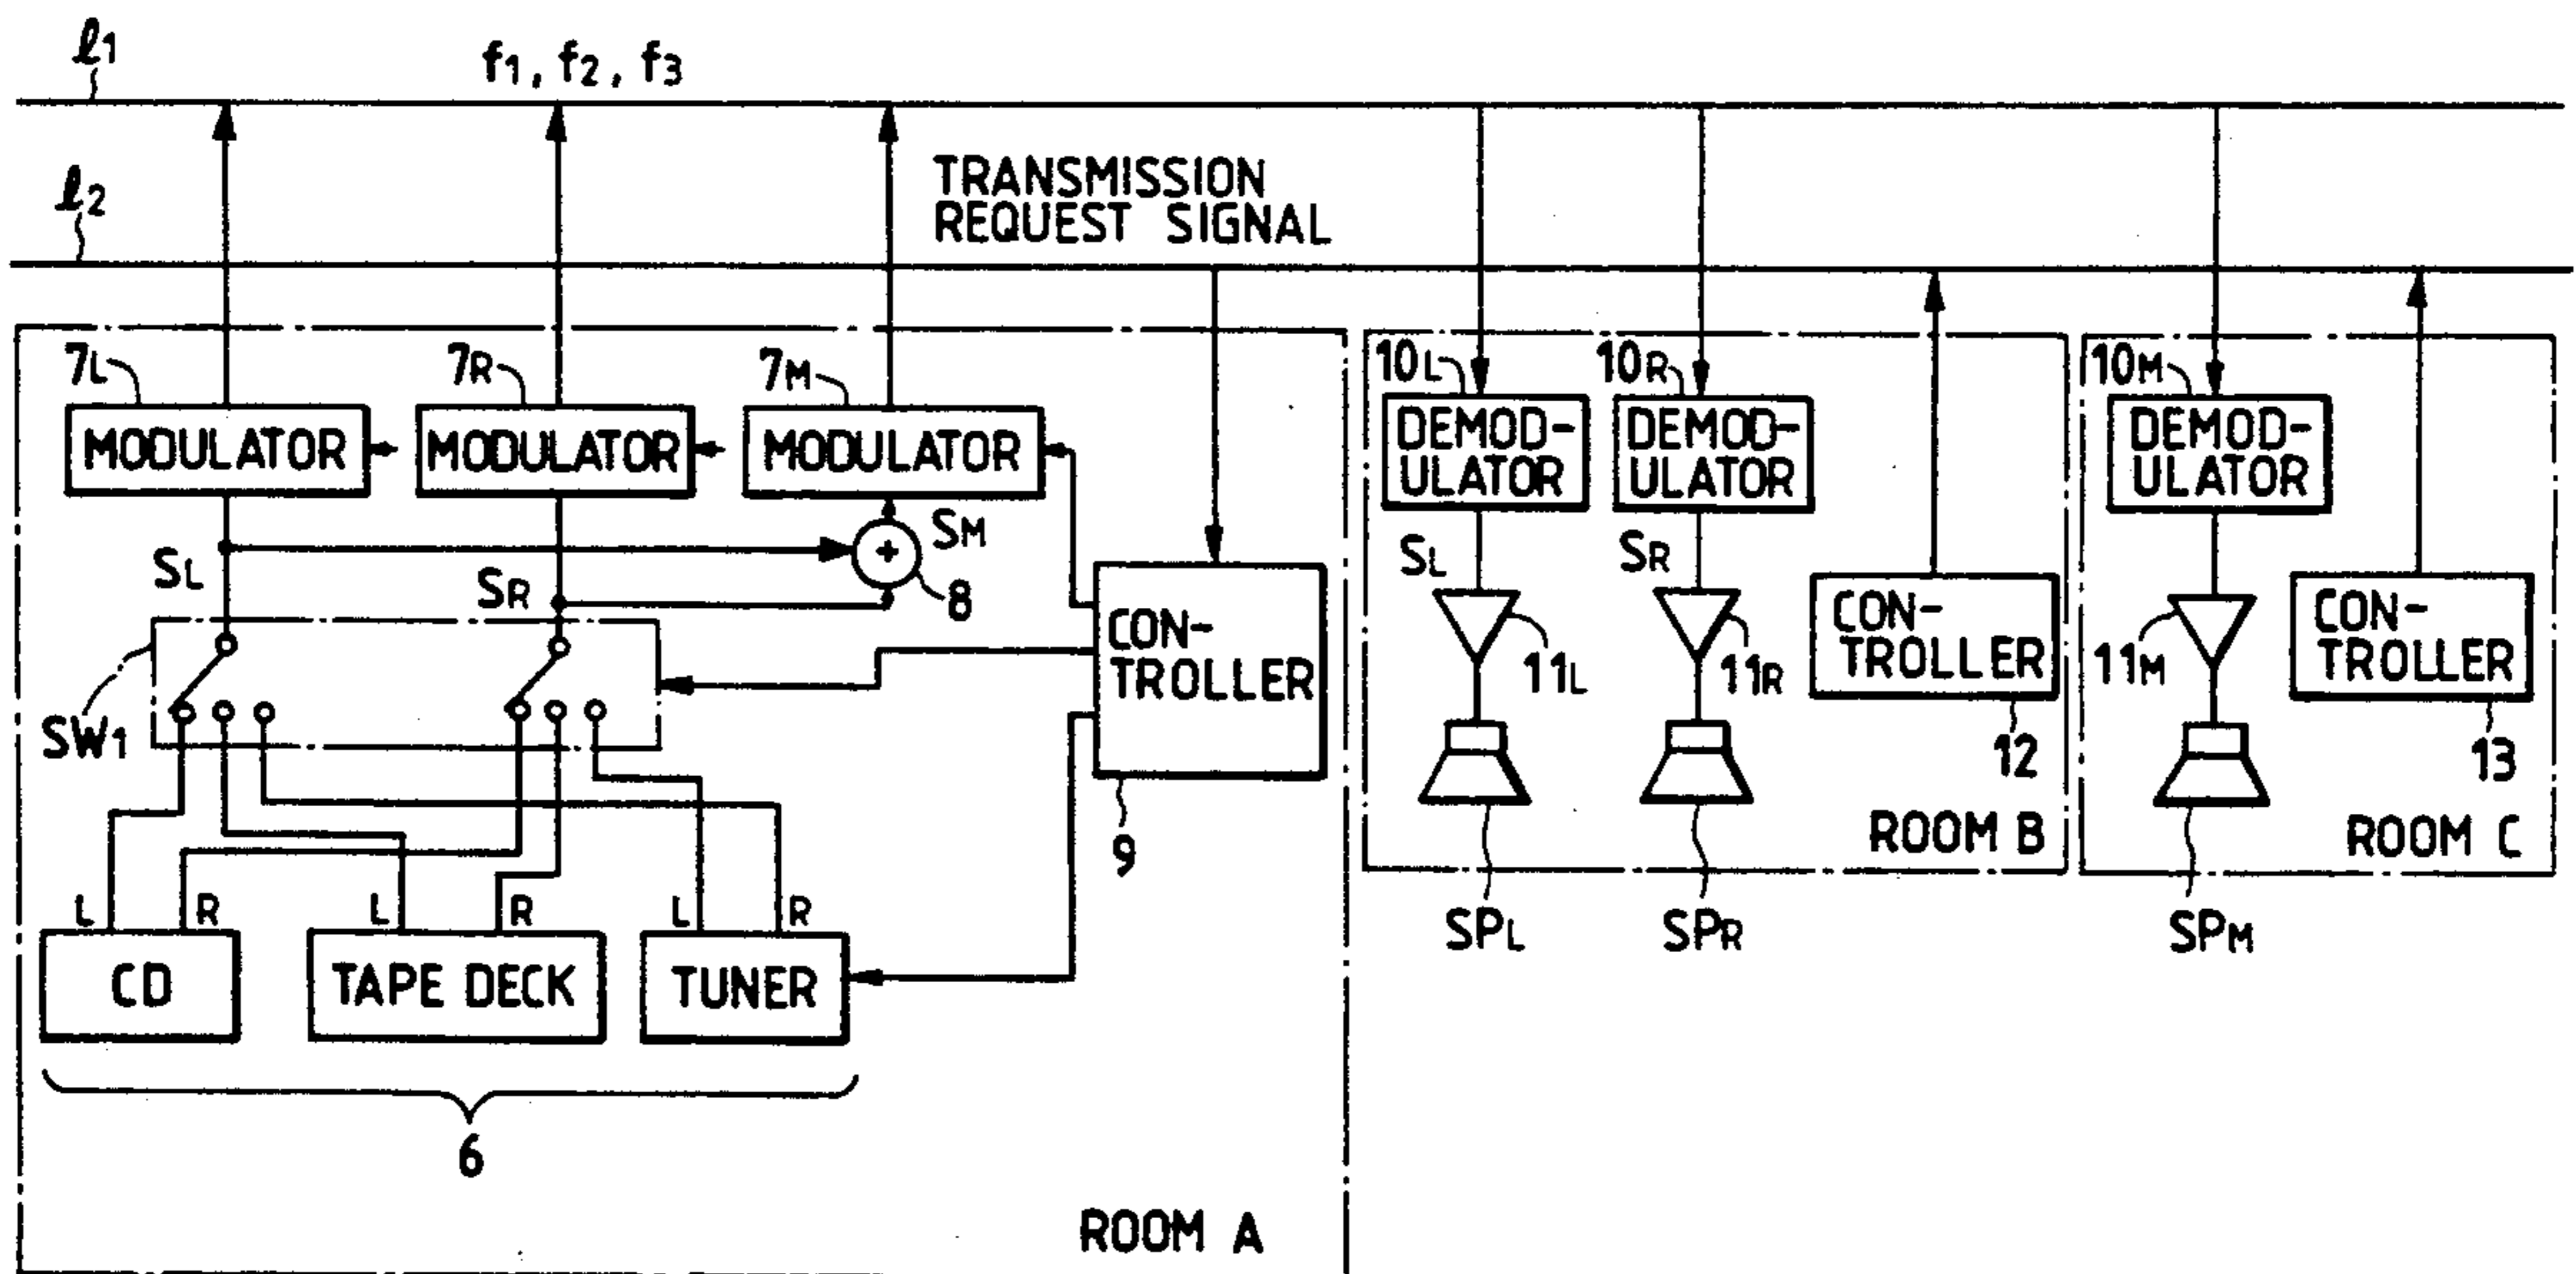 ℓ1
f1, f2, f3
ℓ2
TRANSMISSION
REQUEST SIGNAL
7L
7R
7M
MODULATOR
MODULATOR
MODULATOR
SL
SR
SM
8
SW1
CON-
TROLLER
9
L
R
L
R
L
R
CD
TAPE DECK
TUNER
6
ROOM A
10L
10R
DEMOD-
ULATOR
DEMOD-
ULATOR
SL
SR
11L
11R
CON-
TROLLER
12
ROOM B
SPL
SPR
10M
DEMOD-
ULATOR
11M
CON-
TROLLER
13
ROOM C
SPM